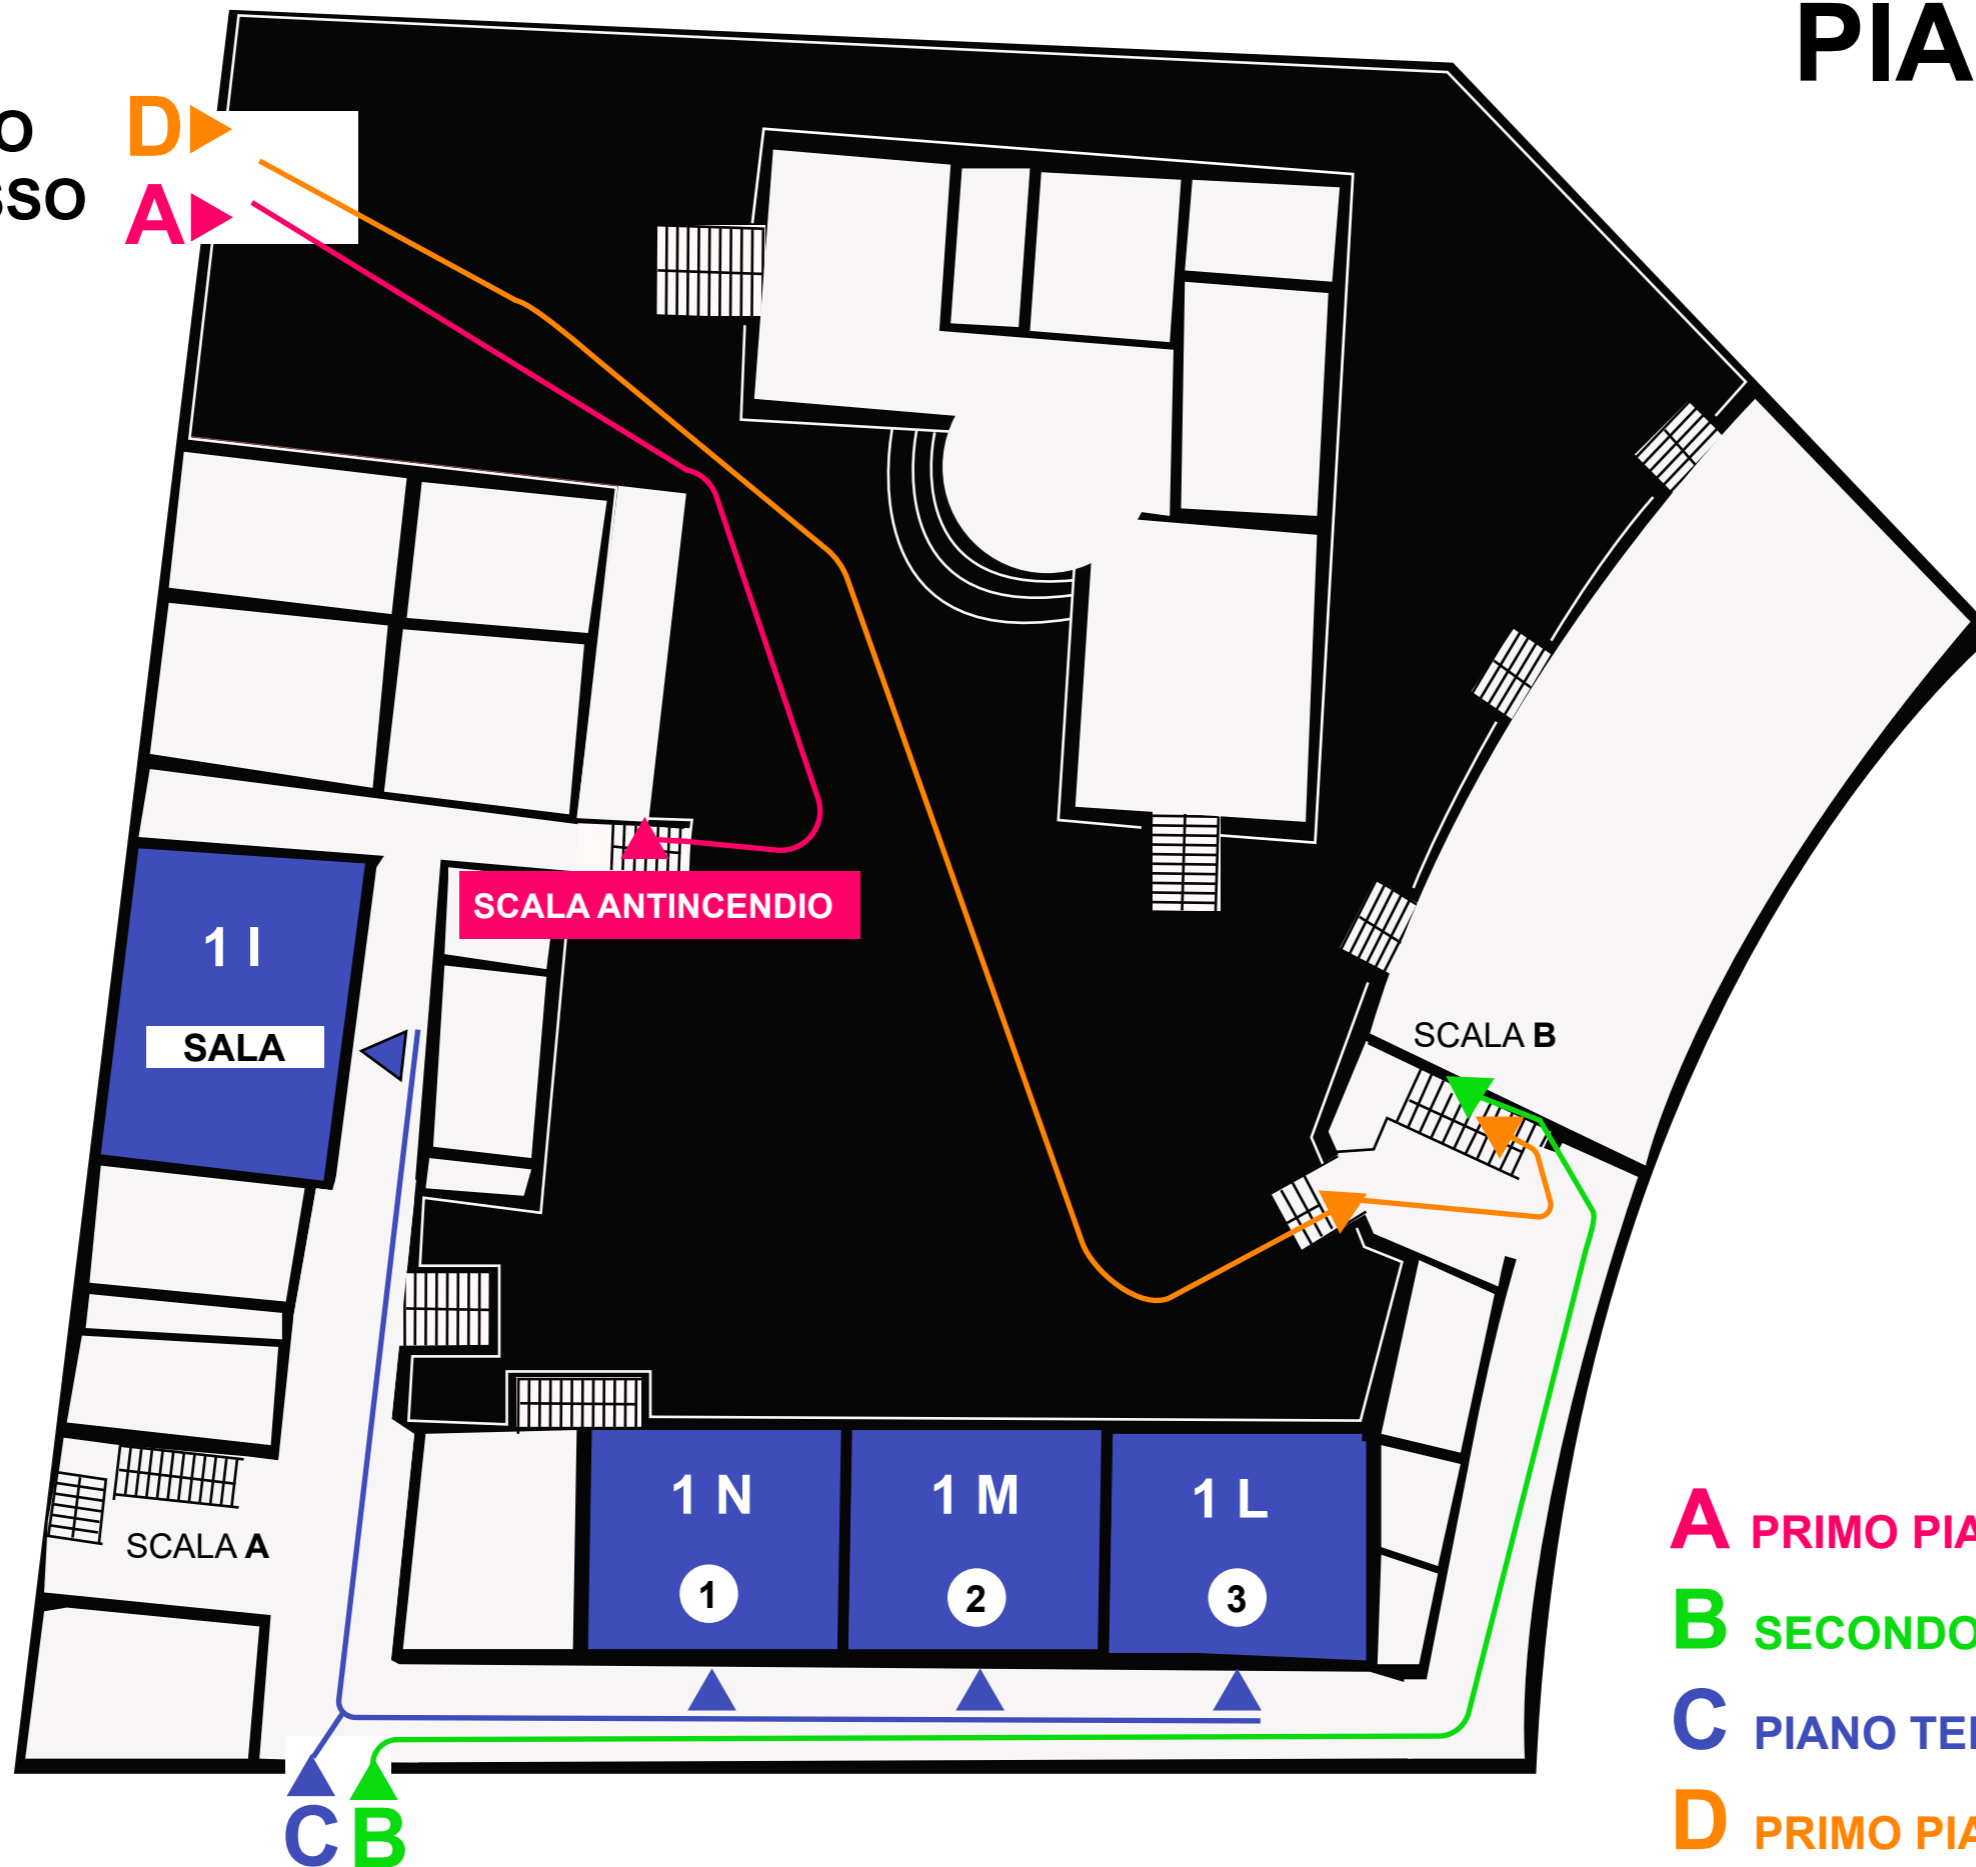 PIA
O
D
SSO
A
SCALA ANTINCENDIO
1 I
SALA
SCALA B
1 N
1 M
1 L
1
2
3
SCALA A
A PRIMO PIA
B SECONDO
C PIANO TE
D PRIMO PIA
C B